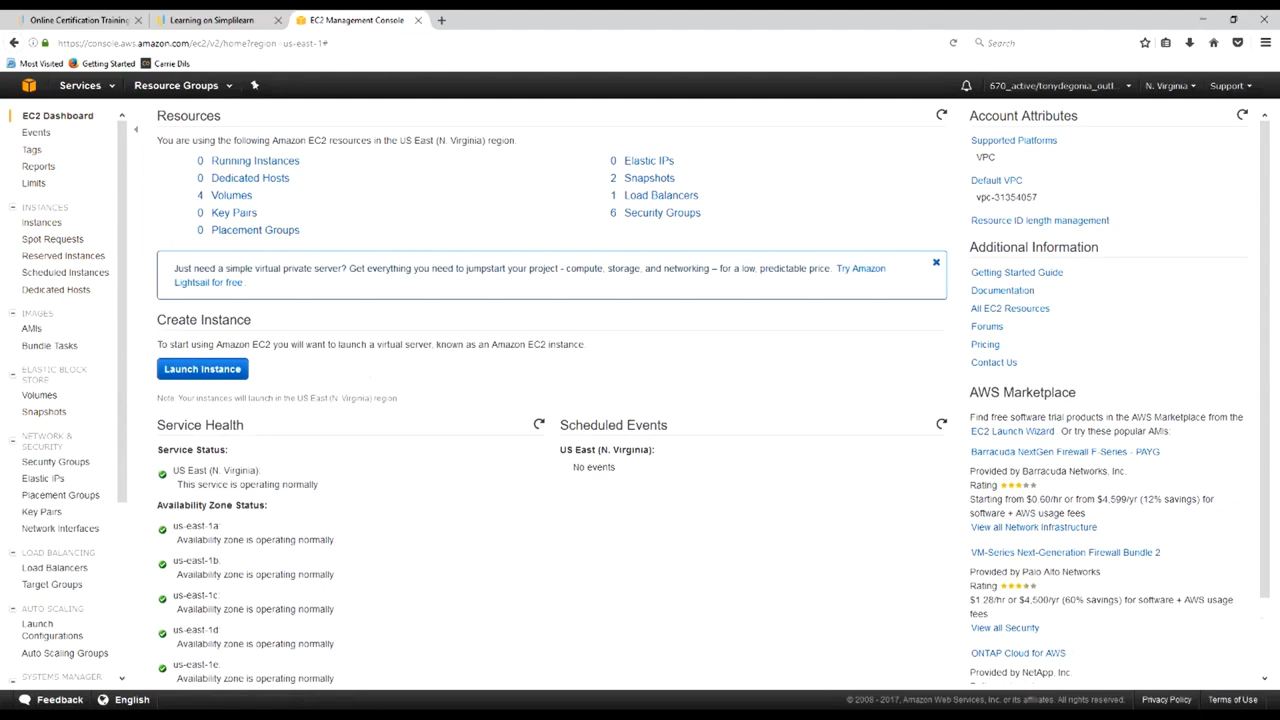 Online Certification Training
Learning on Simplilearn
EC2 Management Console
https://console.aws.amazon.com/ec2/v2/home?region=us-east-1#
Search
Most Visited
Getting Started
Carrie Dils
Services
Resource Groups
670_active/tonydegonia_outl...
N. Virginia
Support
EC2 Dashboard
Events
Tags
Reports
Limits
INSTANCES
Instances
Spot Requests
Reserved Instances
Scheduled Instances
Dedicated Hosts
IMAGES
AMIs
Bundle Tasks
ELASTIC BLOCK
STORE
Volumes
Snapshots
NETWORK &
SECURITY
Security Groups
Elastic IPs
Placement Groups
Key Pairs
Network Interfaces
LOAD BALANCING
Load Balancers
Target Groups
AUTO SCALING
Launch
Configurations
Auto Scaling Groups
SYSTEMS MANAGER
Resources
You are using the following Amazon EC2 resources in the US East (N. Virginia) region:
0 Running Instances
0 Elastic IPs
0 Dedicated Hosts
2 Snapshots
4 Volumes
1 Load Balancers
0 Key Pairs
6 Security Groups
0 Placement Groups
Just need a simple virtual private server? Get everything you need to jumpstart your project - compute, storage, and networking – for a low, predictable price. Try Amazon
Lightsail for free.
Create Instance
To start using Amazon EC2 you will want to launch a virtual server, known as an Amazon EC2 instance.
Launch Instance
Note: Your instances will launch in the US East (N. Virginia) region
Service Health
Service Status:
US East (N. Virginia):
This service is operating normally
Availability Zone Status:
us-east-1a:
Availability zone is operating normally
us-east-1b:
Availability zone is operating normally
us-east-1c:
Availability zone is operating normally
us-east-1d:
Availability zone is operating normally
us-east-1e:
Availability zone is operating normally
Scheduled Events
US East (N. Virginia):
No events
Account Attributes
Supported Platforms
VPC
Default VPC
vpc-31354057
Resource ID length management
Additional Information
Getting Started Guide
Documentation
All EC2 Resources
Forums
Pricing
Contact Us
AWS Marketplace
Find free software trial products in the AWS Marketplace from the
EC2 Launch Wizard. Or try these popular AMIs:
Barracuda NextGen Firewall F-Series - PAYG
Provided by Barracuda Networks, Inc.
Rating
Starting from $0.60/hr or from $4,599/yr (12% savings) for
software + AWS usage fees
View all Network Infrastructure
VM-Series Next-Generation Firewall Bundle 2
Provided by Palo Alto Networks
Rating
$1.28/hr or $4,500/yr (60% savings) for software + AWS usage
fees
View all Security
ONTAP Cloud for AWS
Provided by NetApp, Inc.
Feedback
English
© 2008 - 2017, Amazon Web Services, Inc. or its affiliates. All rights reserved.
Privacy Policy
Terms of Use